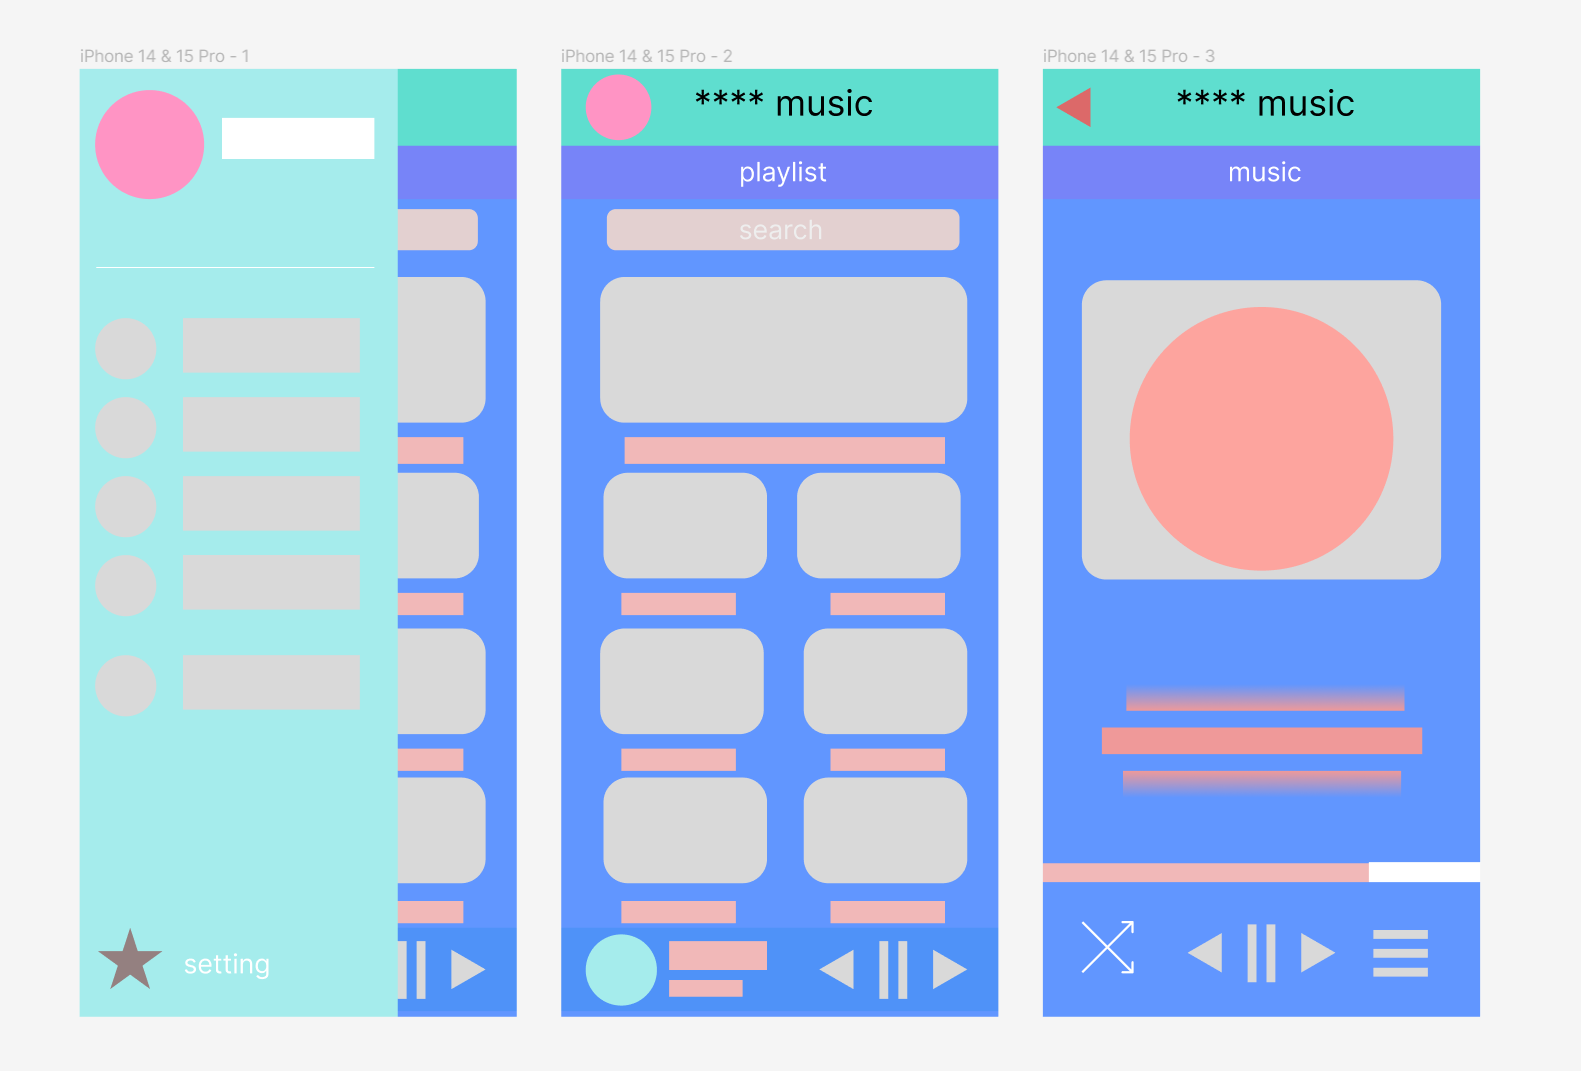 iPhone 14 & 15 Pro - 1
setting
iPhone 14 & 15 Pro - 2
**** music
playlist
search
iPhone 14 & 15 Pro - 3
**** music
music